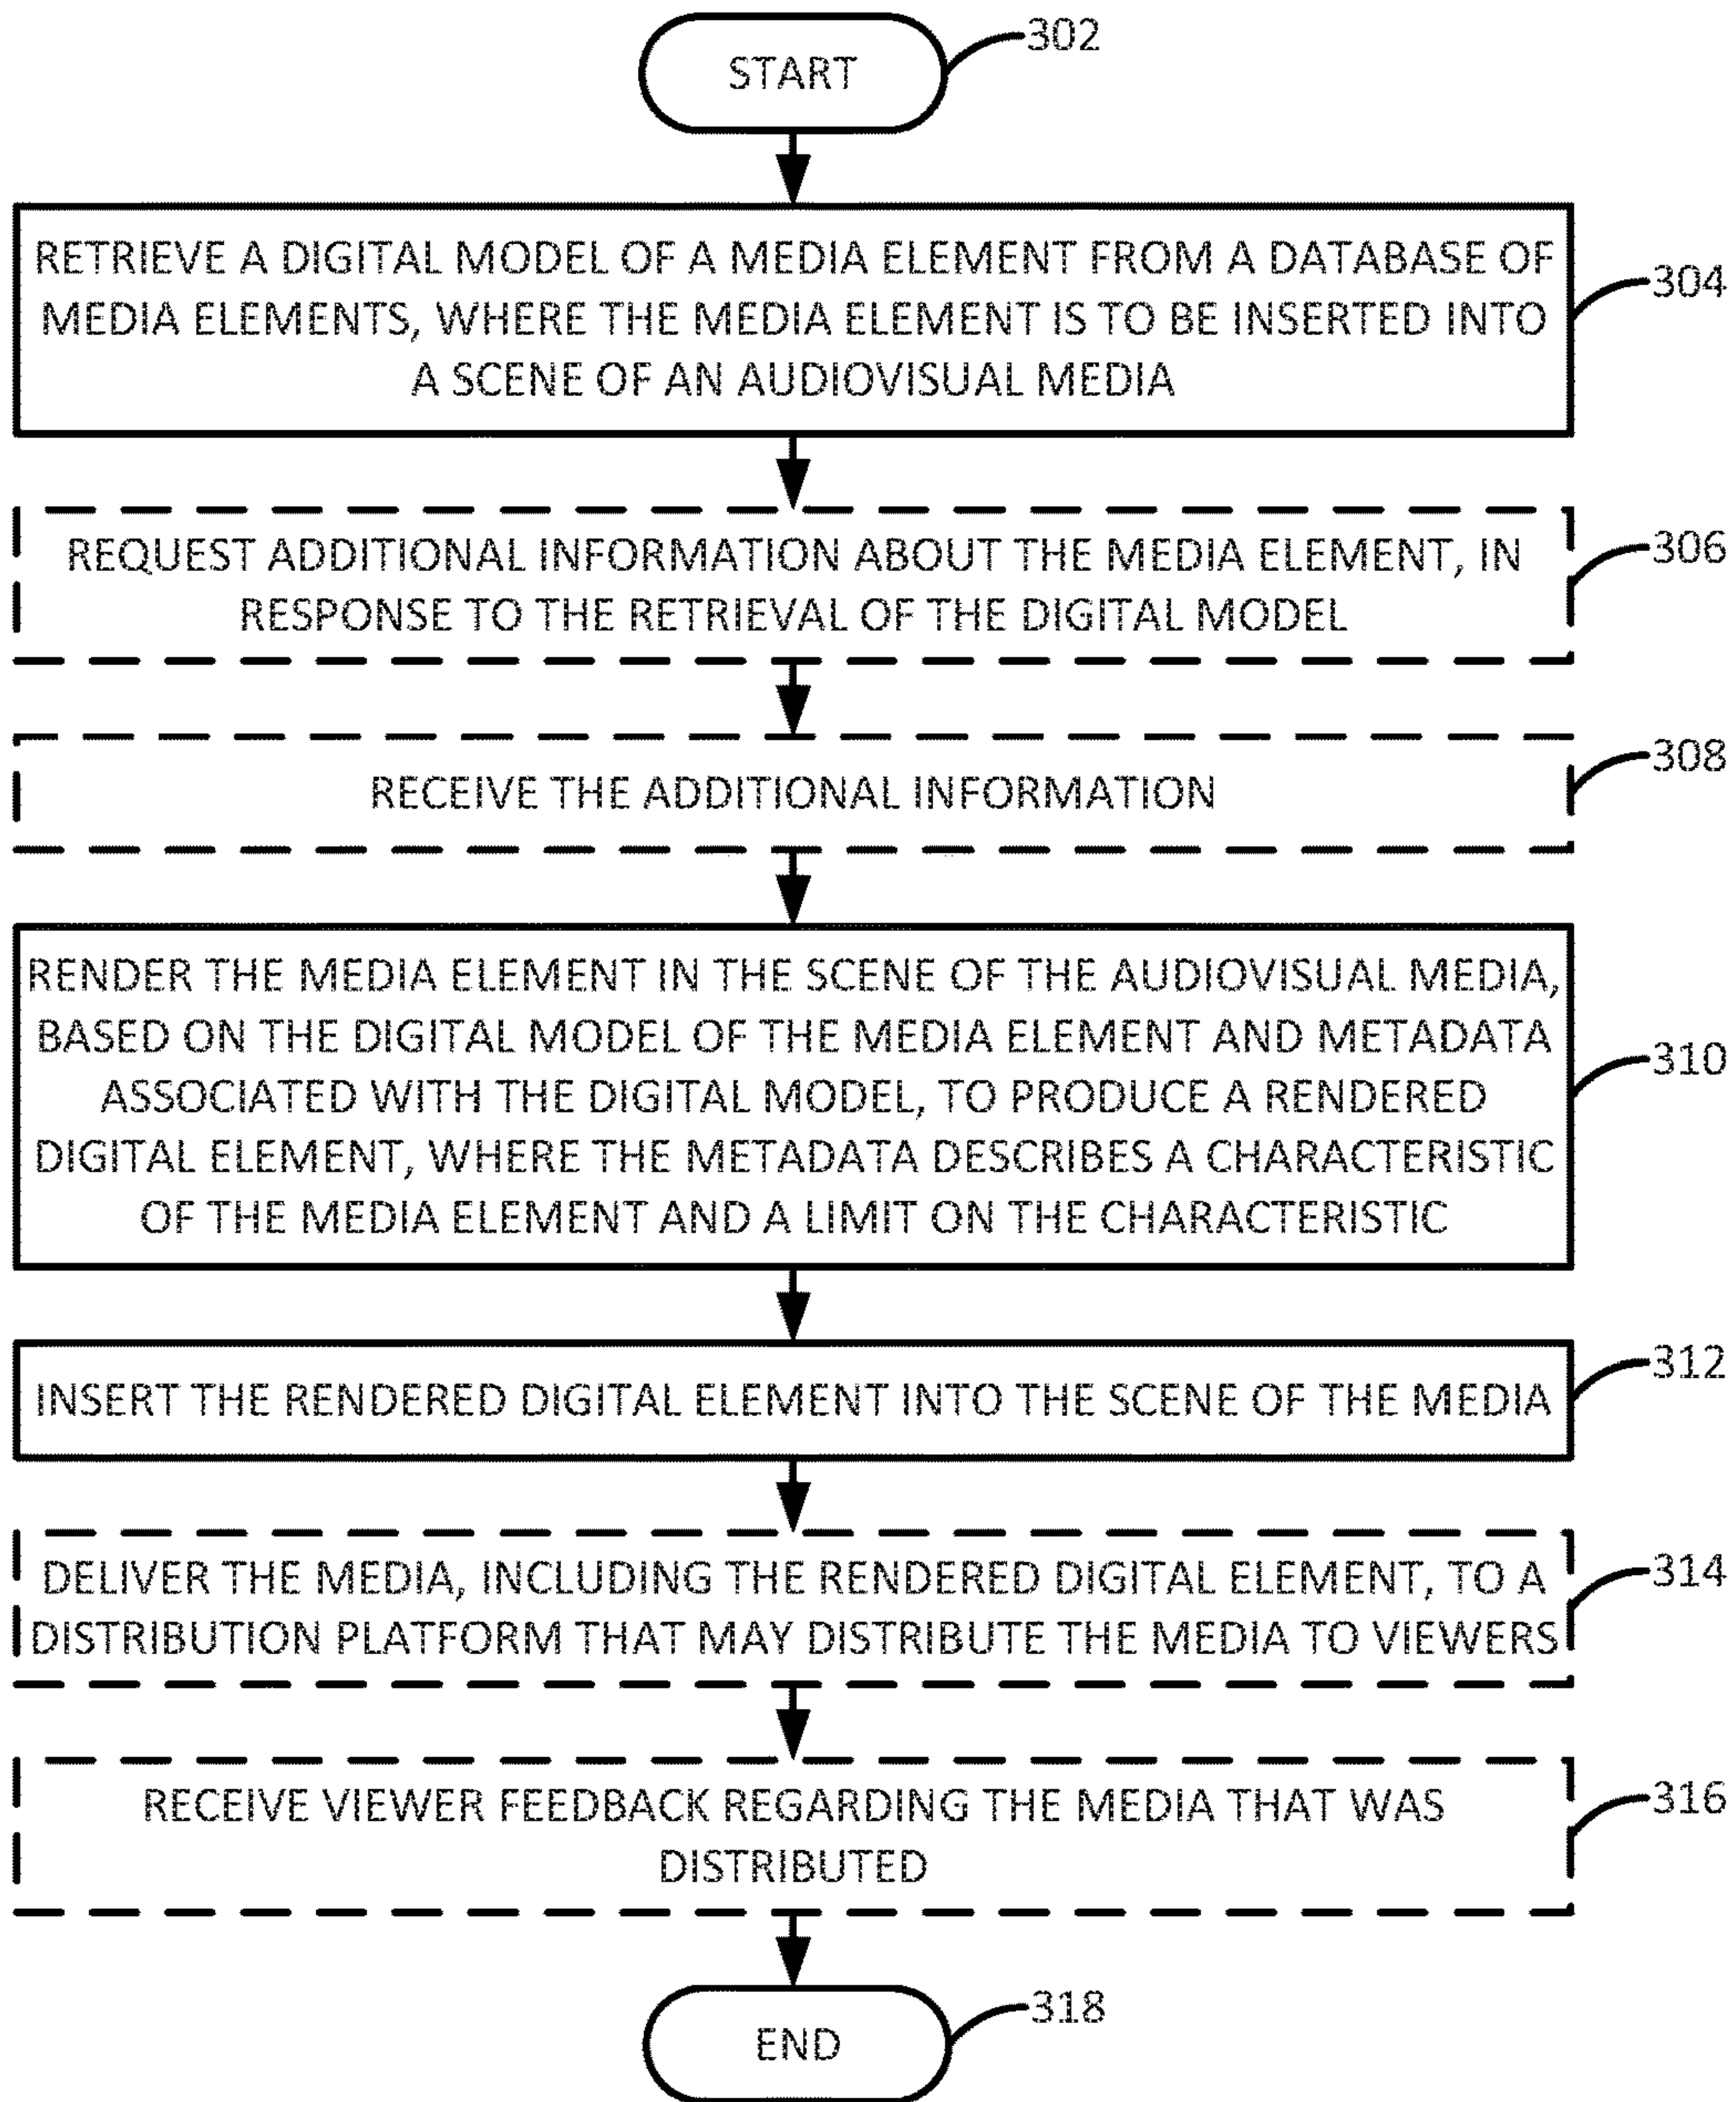 START
302
RETRIEVE A DIGITAL MODEL OF A MEDIA ELEMENT FROM A DATABASE OF
MEDIA ELEMENTS, WHERE THE MEDIA ELEMENT IS TO BE INSERTED INTO
A SCENE OF AN AUDIOVISUAL MEDIA
304
REQUEST ADDITIONAL INFORMATION ABOUT THE MEDIA ELEMENT, IN
RESPONSE TO THE RETRIEVAL OF THE DIGITAL MODEL
306
RECEIVE THE ADDITIONAL INFORMATION
308
RENDER THE MEDIA ELEMENT IN THE SCENE OF THE AUDIOVISUAL MEDIA,
BASED ON THE DIGITAL MODEL OF THE MEDIA ELEMENT AND METADATA
ASSOCIATED WITH THE DIGITAL MODEL, TO PRODUCE A RENDERED
DIGITAL ELEMENT, WHERE THE METADATA DESCRIBES A CHARACTERISTIC
OF THE MEDIA ELEMENT AND A LIMIT ON THE CHARACTERISTIC
310
INSERT THE RENDERED DIGITAL ELEMENT INTO THE SCENE OF THE MEDIA
312
DELIVER THE MEDIA, INCLUDING THE RENDERED DIGITAL ELEMENT, TO A
DISTRIBUTION PLATFORM THAT MAY DISTRIBUTE THE MEDIA TO VIEWERS
314
RECEIVE VIEWER FEEDBACK REGARDING THE MEDIA THAT WAS
DISTRIBUTED
316
END
318